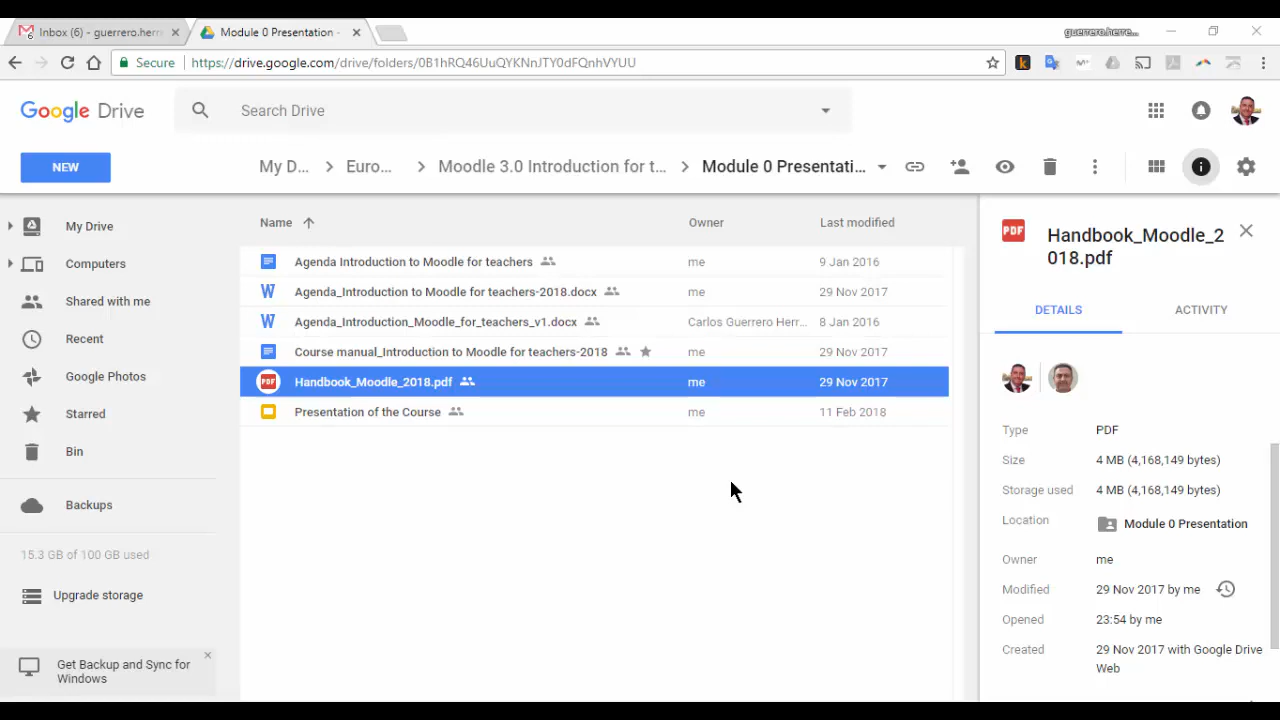 Inbox (6) - guerrero.herr
Module 0 Presentation -
guerrero.herre...
Secure
https://drive.google.com/drive/folders/0B1hRQ46UuQYKNnJTY0dFQnhVYUU
Google Drive
Search Drive
NEW
My D...
Euro...
Moodle 3.0 Introduction for t...
Module 0 Presentati...
My Drive
Computers
Shared with me
Recent
Google Photos
Starred
Bin
Backups
15.3 GB of 100 GB used
Upgrade storage
Get Backup and Sync for
Windows
Name
Owner
Last modified
Agenda Introduction to Moodle for teachers
me
9 Jan 2016
W
Agenda_Introduction to Moodle for teachers-2018.docx
me
29 Nov 2017
W
Agenda_Introduction_Moodle_for_teachers_v1.docx
Carlos Guerrero Herr...
8 Jan 2016
Course manual_Introduction to Moodle for teachers-2018
me
29 Nov 2017
PDF
Handbook_Moodle_2018.pdf
me
29 Nov 2017
Presentation of the Course
me
11 Feb 2018
PDF
Handbook_Moodle_2
018.pdf
DETAILS
ACTIVITY
Type
PDF
Size
4 MB (4,168,149 bytes)
Storage used
4 MB (4,168,149 bytes)
Location
Module 0 Presentation
Owner
me
Modified
29 Nov 2017 by me
Opened
23:54 by me
Created
29 Nov 2017 with Google Drive
Web